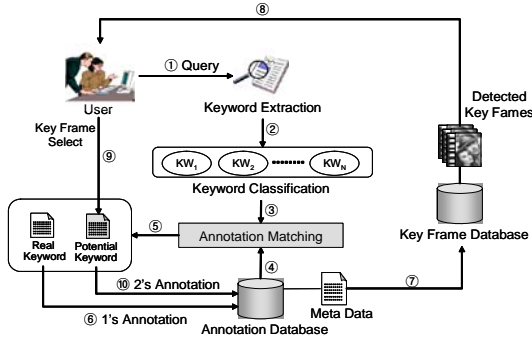 ⑧
① Query
User
Keyword Extraction
Detected
Key Fames
Key Frame
Select
②
⑨
KW1 KW2 KWN
Keyword Classification
③
⑤
Annotation Matching
Real
Keyword
Potential
Keyword
Key Frame Database
④
⑦
⑩ 2's Annotation
Meta Data
⑥ 1's Annotation
Annotation Database